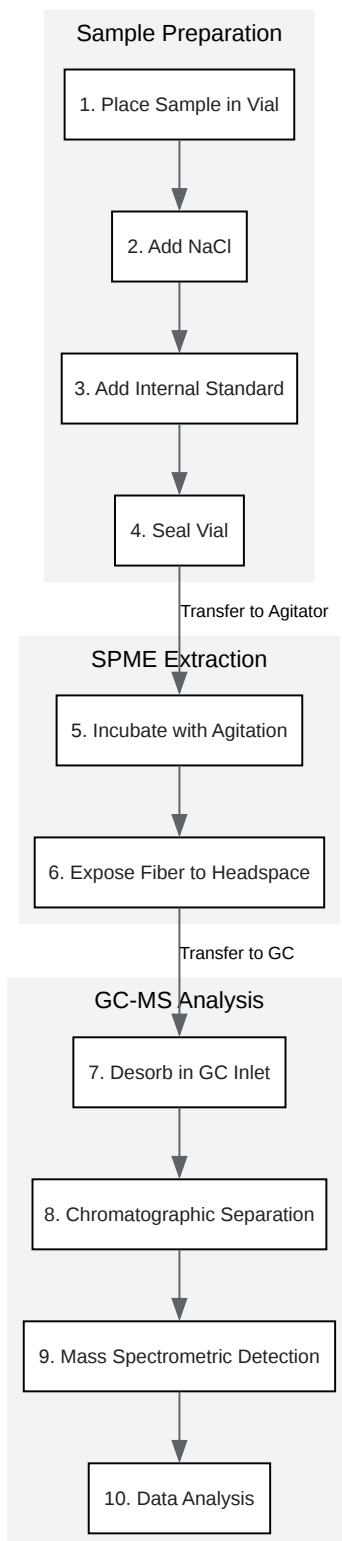 Sample Preparation
1. Place Sample in Vial
2. Add NaCl
3. Add Internal Standard
4. Seal Vial
Transfer to Agitator
SPME Extraction
5. Incubate with Agitation
6. Expose Fiber to Headspace
Transfer to GC
GC-MS Analysis
7. Desorb in GC Inlet
8. Chromatographic Separation
9. Mass Spectrometric Detection
10. Data Analysis